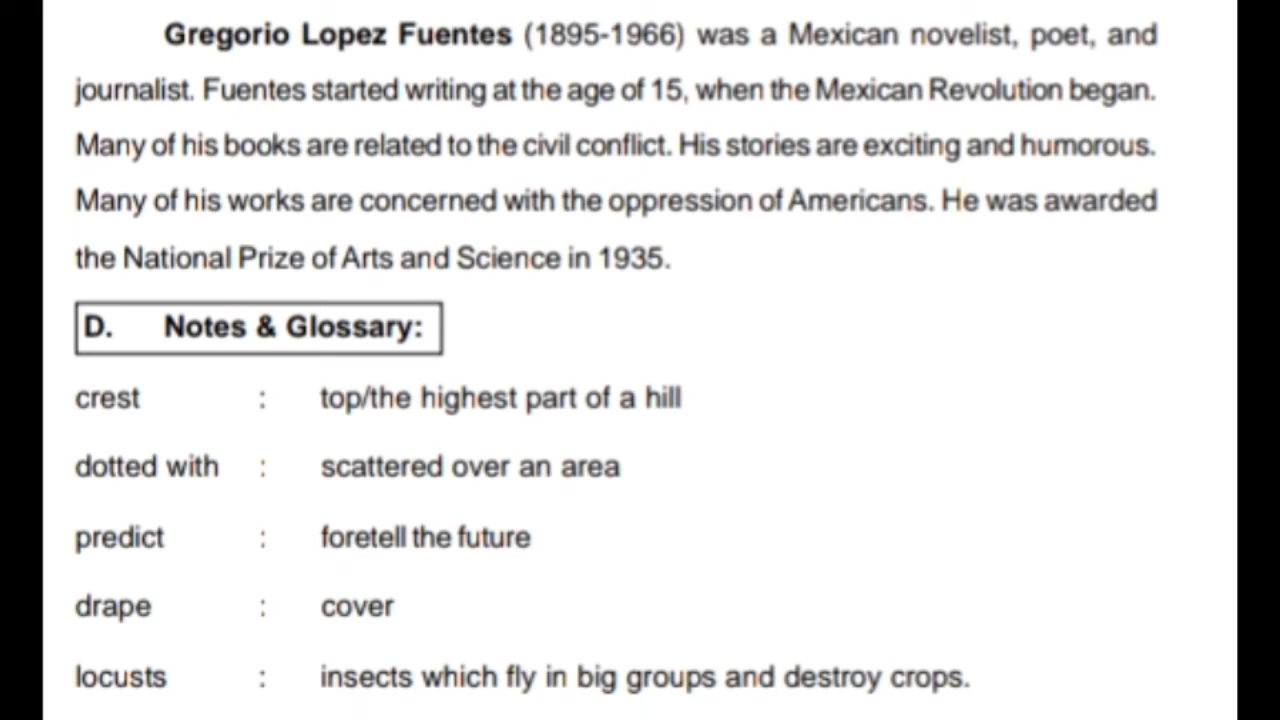 Gregorio Lopez Fuentes (1895-1966) was a Mexican novelist, poet, and
journalist. Fuentes started writing at the age of 15, when the Mexican Revolution began.
Many of his books are related to the civil conflict. His stories are exciting and humorous.
Many of his works are concerned with the oppression of Americans. He was awarded
the National Prize of Arts and Science in 1935.
D. Notes & Glossary:
crest : top/the highest part of a hill
dotted with : scattered over an area
predict : foretell the future
drape : cover
locusts : insects which fly in big groups and destroy crops.